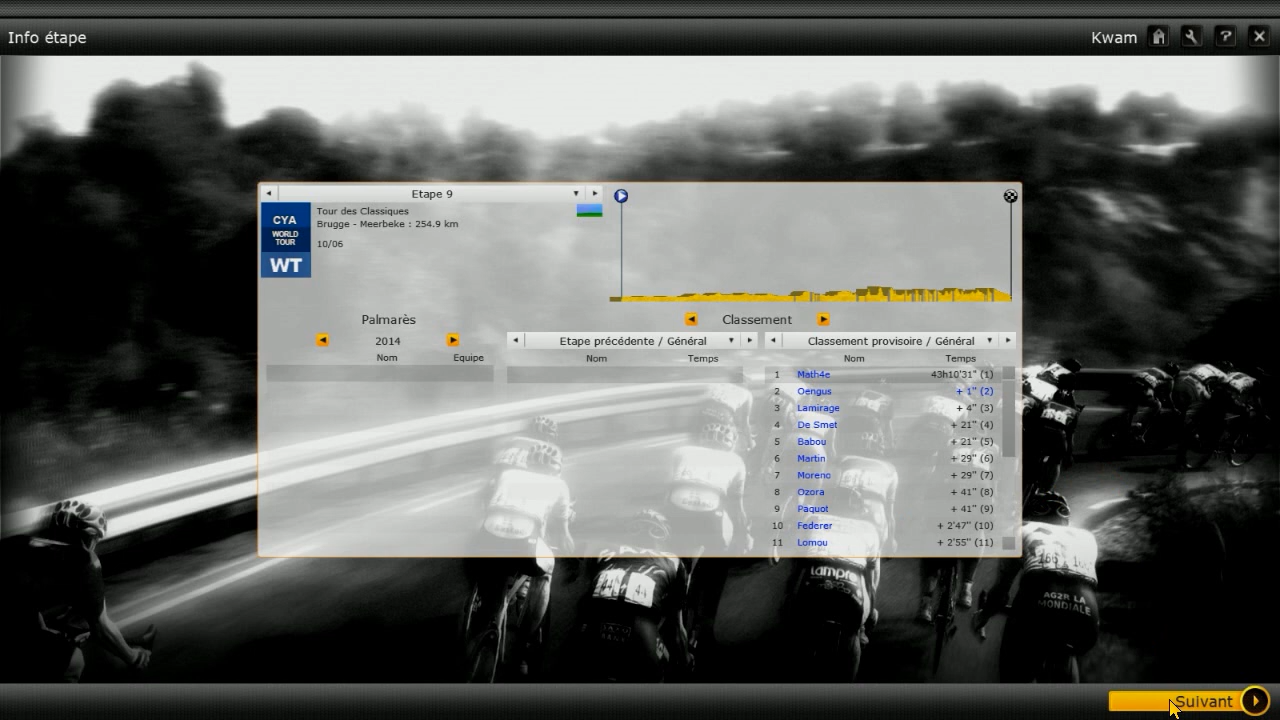 Info étape
Kwam
?
Etape 9
CYA
WORLD
TOUR
WT
Tour des Classiques
Brugge - Meerbeke : 254.9 km
10/06
Palmarès
2014
Nom Equipe
Classement
Etape précédente / Général
Nom Temps
Classement provisoire / Général
Nom Temps
1 Math4e 43h10'31" (1)
2 Oengus + 1" (2)
3 Lamirage + 4" (3)
4 De Smet + 21" (4)
5 Babou + 21" (5)
6 Martin + 29" (6)
7 Moreno + 29" (7)
8 Ozora + 41" (8)
9 Paquot + 41" (9)
10 Federer + 2'47" (10)
11 Lomou + 2'55" (11)
lampre
AG2R LA
MONDIALE
Suivant